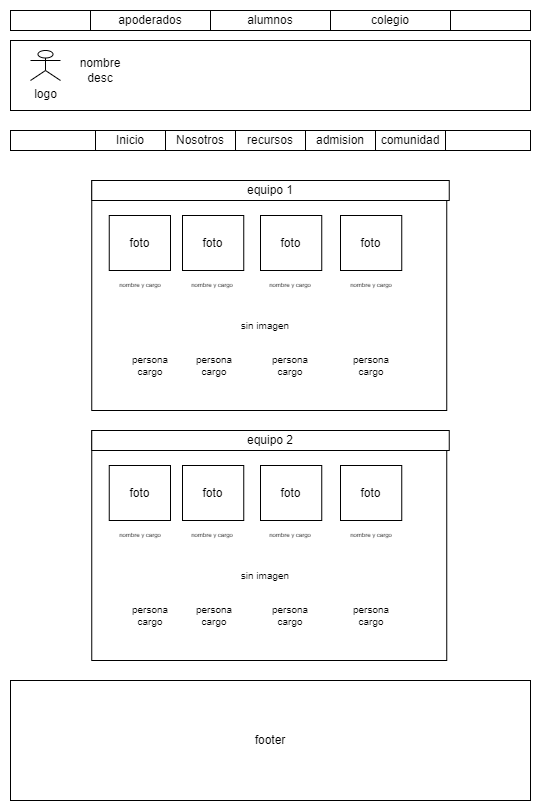 apoderados alumnos colegio
nombre
desc
logo
Inicio Nosotros recursos admision comunidad
equipo 1
foto foto foto foto
nombre y cargo nombre y cargo nombre y cargo nombre y cargo
sin imagen
persona persona persona persona
cargo cargo cargo cargo
equipo 2
foto foto foto foto
nombre y cargo nombre y cargo nombre y cargo nombre y cargo
sin imagen
persona persona persona persona
cargo cargo cargo cargo
footer